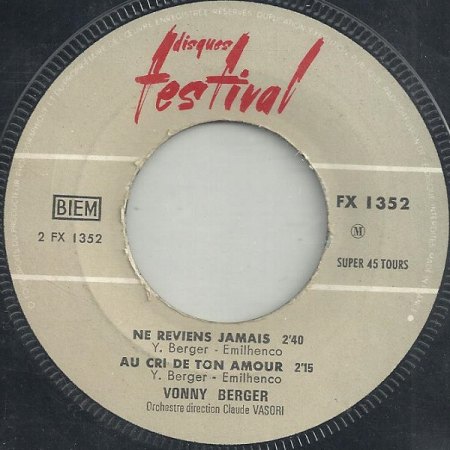 disques
festival
BIEM
2 FX 1352
FX 1352
M
SUPER 45 TOURS
NE REVIENS JAMAIS 2'40
Y. Berger - Emilhenco
AU CRI DE TON AMOUR 2'15
Y. Berger - Emilhenco
VONNY BERGER
Orchestre direction Claude VASORI